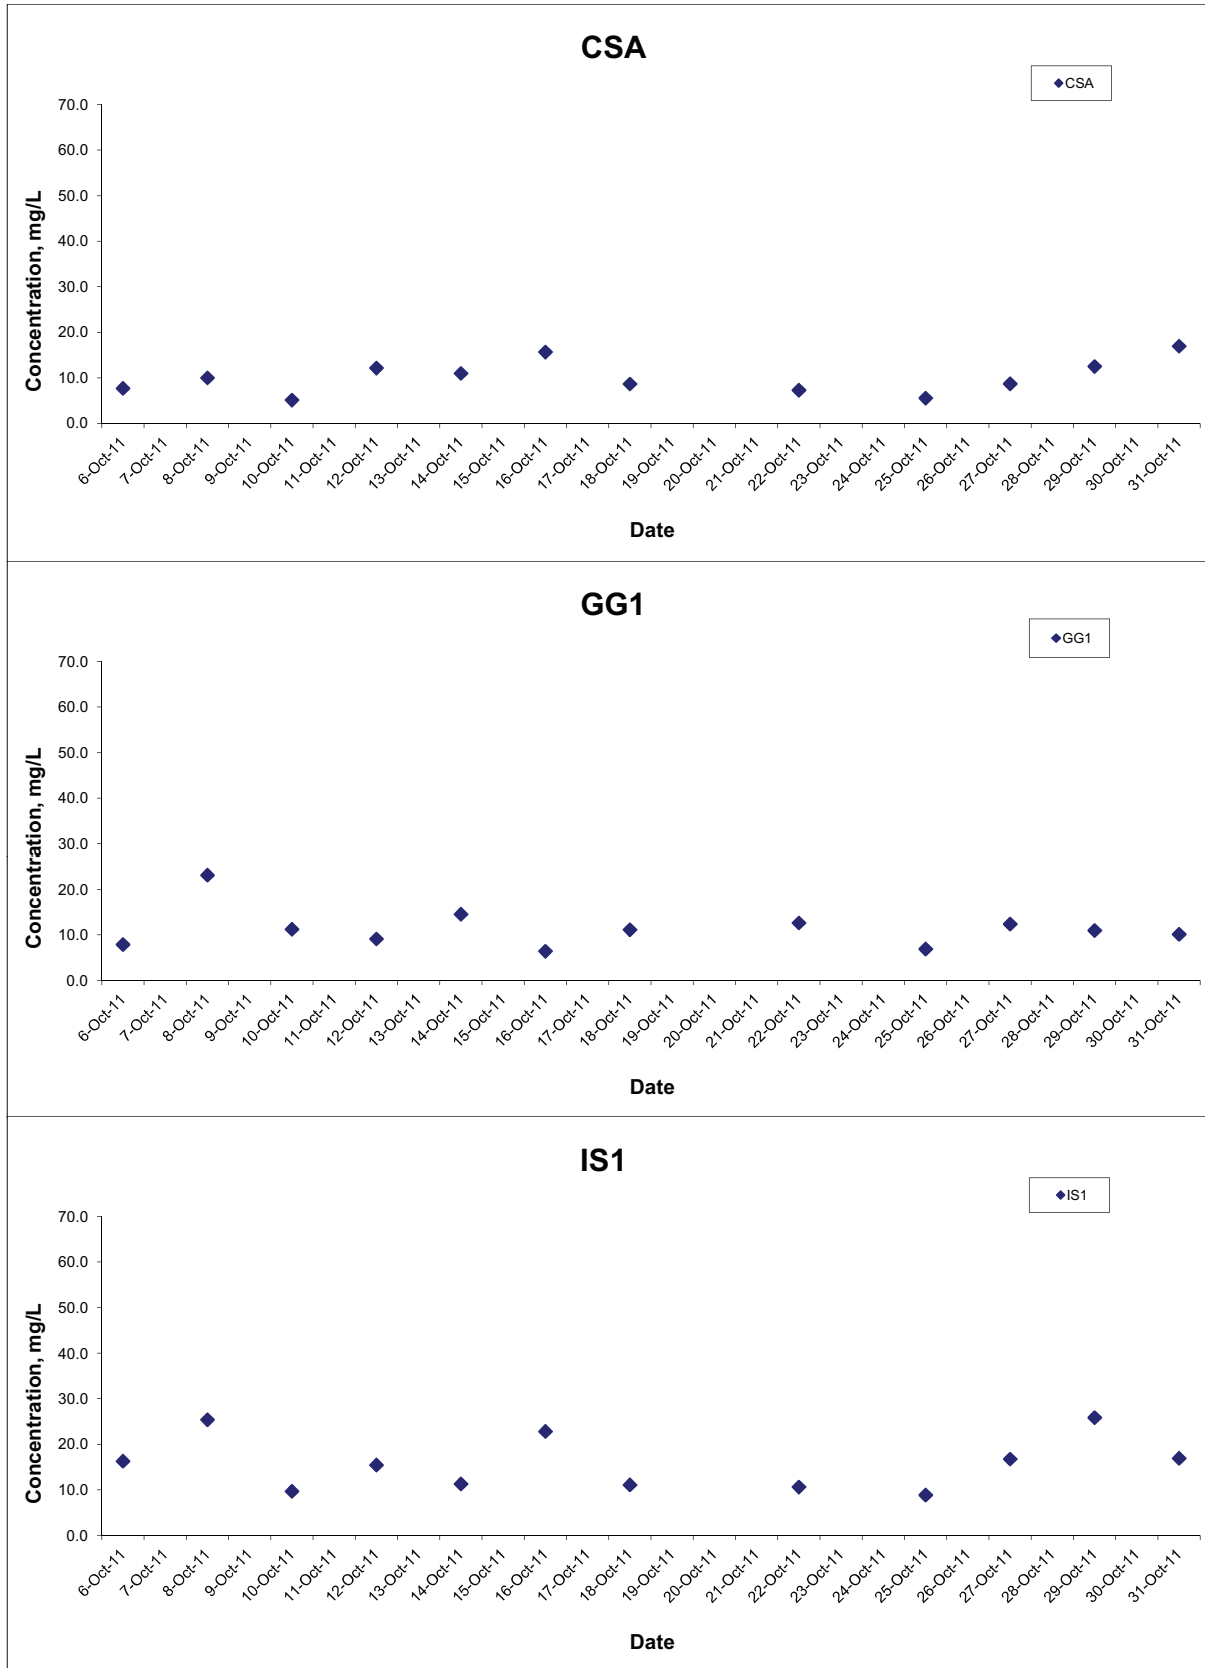 CSA
CSA
70.0
60.0
50.0
40.0
30.0
20.0
10.0
0.0
Concentration, mg/L
6-Oct-11
7-Oct-11
8-Oct-11
9-Oct-11
10-Oct-11
11-Oct-11
12-Oct-11
13-Oct-11
14-Oct-11
15-Oct-11
16-Oct-11
17-Oct-11
18-Oct-11
19-Oct-11
20-Oct-11
21-Oct-11
22-Oct-11
23-Oct-11
24-Oct-11
25-Oct-11
26-Oct-11
27-Oct-11
28-Oct-11
29-Oct-11
30-Oct-11
31-Oct-11
Date
GG1
GG1
70.0
60.0
50.0
40.0
30.0
20.0
10.0
0.0
Concentration, mg/L
6-Oct-11
7-Oct-11
8-Oct-11
9-Oct-11
10-Oct-11
11-Oct-11
12-Oct-11
13-Oct-11
14-Oct-11
15-Oct-11
16-Oct-11
17-Oct-11
18-Oct-11
19-Oct-11
20-Oct-11
21-Oct-11
22-Oct-11
23-Oct-11
24-Oct-11
25-Oct-11
26-Oct-11
27-Oct-11
28-Oct-11
29-Oct-11
30-Oct-11
31-Oct-11
Date
IS1
IS1
70.0
60.0
50.0
40.0
30.0
20.0
10.0
0.0
Concentration, mg/L
6-Oct-11
7-Oct-11
8-Oct-11
9-Oct-11
10-Oct-11
11-Oct-11
12-Oct-11
13-Oct-11
14-Oct-11
15-Oct-11
16-Oct-11
17-Oct-11
18-Oct-11
19-Oct-11
20-Oct-11
21-Oct-11
22-Oct-11
23-Oct-11
24-Oct-11
25-Oct-11
26-Oct-11
27-Oct-11
28-Oct-11
29-Oct-11
30-Oct-11
31-Oct-11
Date